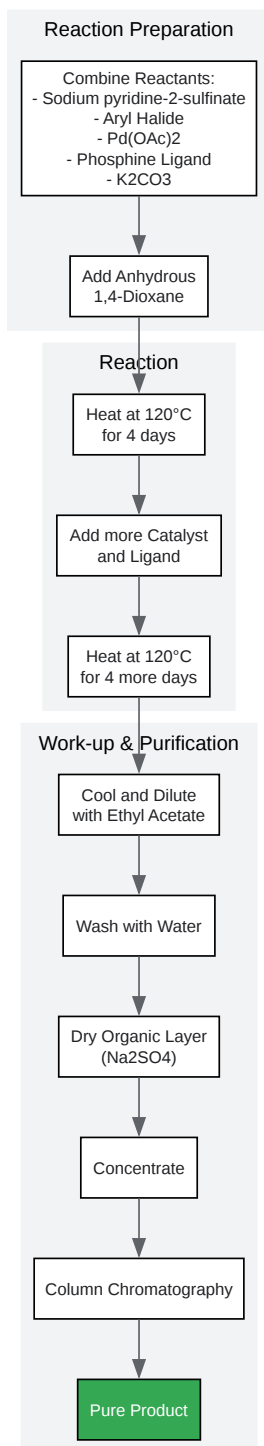 Reaction Preparation
Combine Reactants:
- Sodium pyridine-2-sulfinate
- Aryl Halide
- Pd(OAc)2
- Phosphine Ligand
- K2CO3
Add Anhydrous
1,4-Dioxane
Reaction
Heat at 120°C
for 4 days
Add more Catalyst
and Ligand
Heat at 120°C
for 4 more days
Work-up & Purification
Cool and Dilute
with Ethyl Acetate
Wash with Water
Dry Organic Layer
(Na2SO4)
Concentrate
Column Chromatography
Pure Product